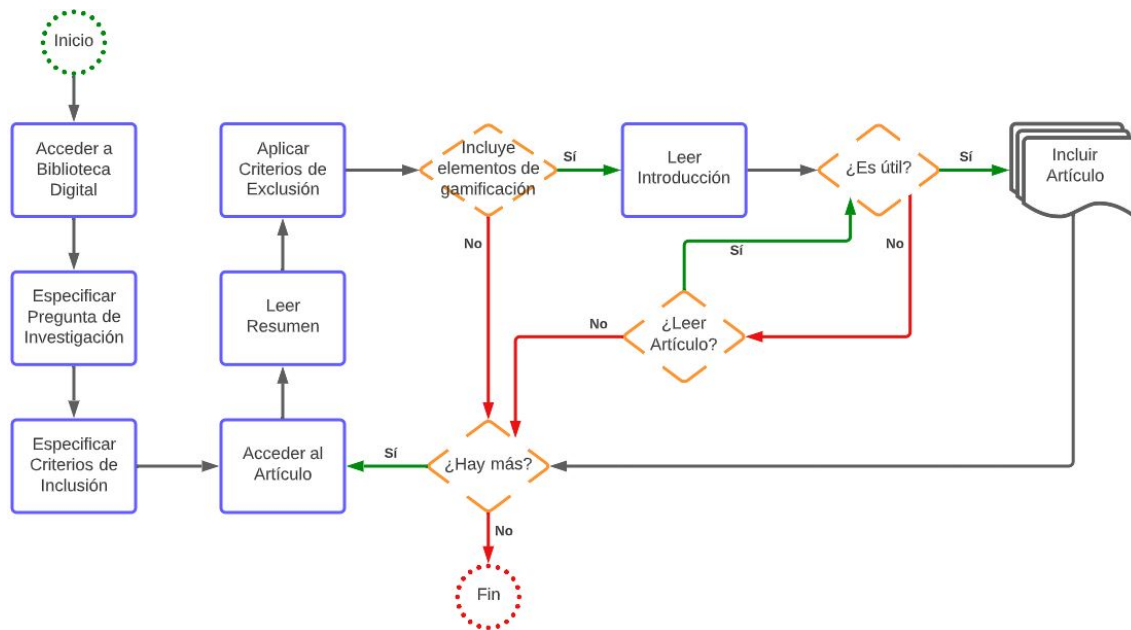 Inicio
Acceder a
Biblioteca
Digital
Especificar
Pregunta de
Investigación
Especificar
Criterios de
Inclusión
Acceder al
Artículo
Leer
Resumen
Aplicar
Criterios de
Exclusión
Incluye
elementos de
gamificación
Sí
No
Leer
Introducción
¿Es útil?
Sí
No
Incluir
Artículo
¿Leer
Artículo?
Sí
No
¿Hay más?
Sí
No
Fin